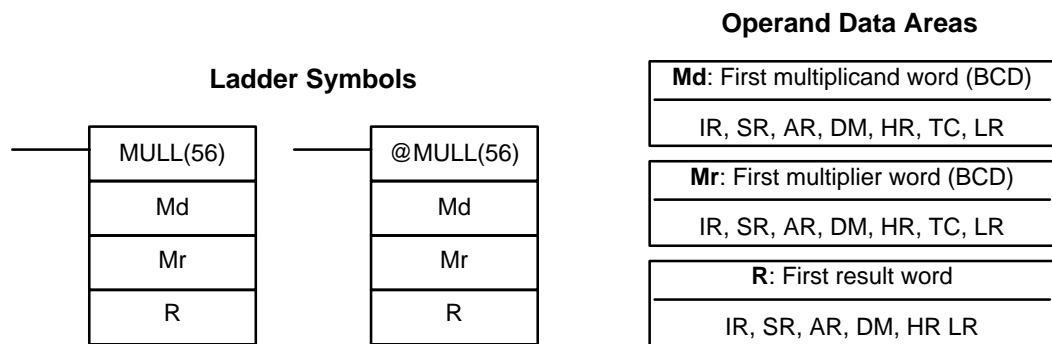 Ladder Symbols
MULL(56)
Md
Mr
R
@MULL(56)
Md
Mr
R
Operand Data Areas
Md: First multiplicand word (BCD)
IR, SR, AR, DM, HR, TC, LR
Mr: First multiplier word (BCD)
IR, SR, AR, DM, HR, TC, LR
R: First result word
IR, SR, AR, DM, HR LR